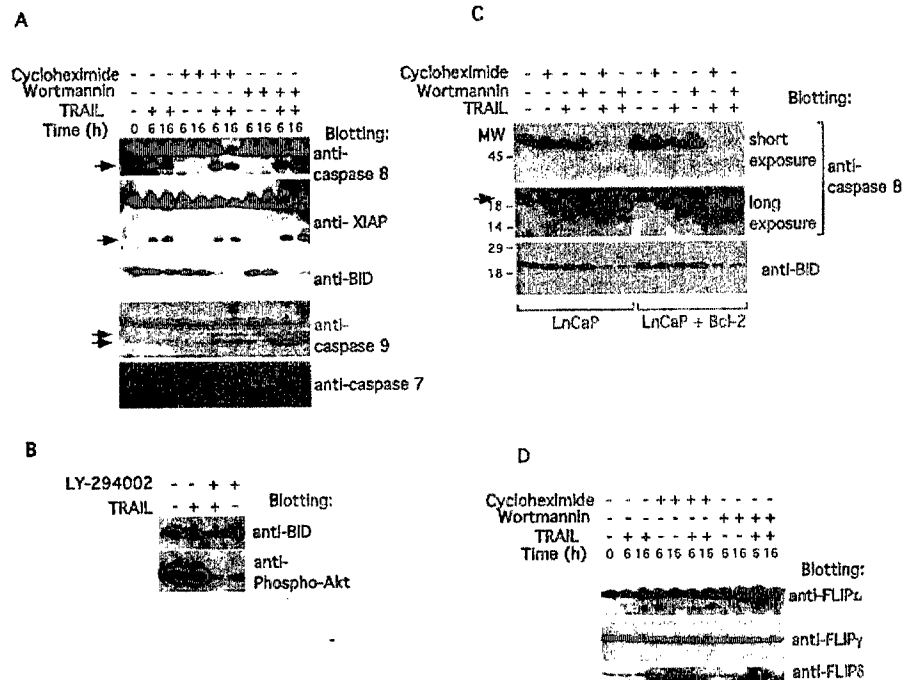 A
Cycloheximide - - - + + + + - - - -
Wortmannin - - - - - - - + + + +
TRAIL - + + - - + + - - + +
Time (h) 0 6 16 6 16 6 16 6 16 6 16
Blotting:
anti-
caspase 8
anti- XIAP
anti-BID
anti-
caspase 9
anti-caspase 7
B
LY-294002 - - + +
TRAIL - + + -
Blotting:
anti-BID
anti-
Phospho-Akt
C
Cycloheximide - + - - + - - + - - + -
Wortmannin - - - + - + - - - + - +
TRAIL - - + - + + - - + - + +
Blotting:
MW
45 -
short
exposure
18 -
14 -
long
exposure
anti-
caspase 8
29 -
18 -
anti-BID
LnCaP
LnCaP + Bcl-2
D
Cycloheximide - - - + + + + - - - -
Wortmannin - - - - - - - + + + +
TRAIL - + + - - + + - - + +
Time (h) 0 6 16 6 16 6 16 6 16 6 16
Blotting:
anti-FLIPα
anti-FLIPγ
anti-FLIPδ